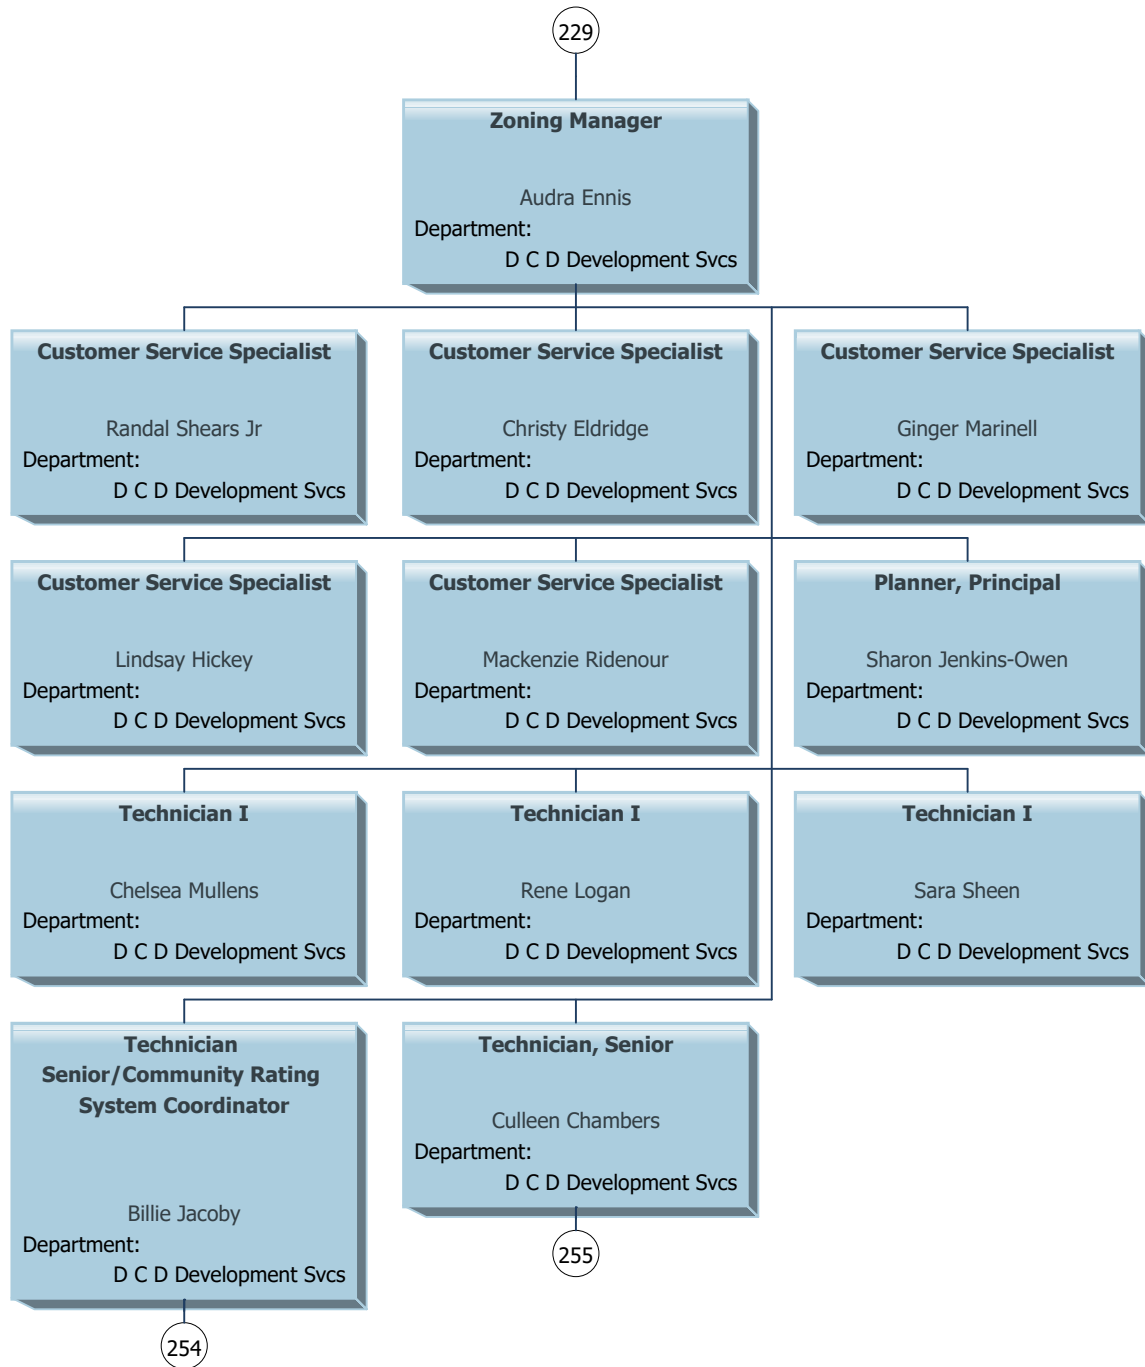 229
Zoning Manager
Audra Ennis
Department:
D C D Development Svcs
Customer Service Specialist
Randal Shears Jr
Department:
D C D Development Svcs
Customer Service Specialist
Christy Eldridge
Department:
D C D Development Svcs
Customer Service Specialist
Ginger Marinell
Department:
D C D Development Svcs
Customer Service Specialist
Lindsay Hickey
Department:
D C D Development Svcs
Customer Service Specialist
Mackenzie Ridenour
Department:
D C D Development Svcs
Planner, Principal
Sharon Jenkins-Owen
Department:
D C D Development Svcs
Technician I
Chelsea Mullens
Department:
D C D Development Svcs
Technician I
Rene Logan
Department:
D C D Development Svcs
Technician I
Sara Sheen
Department:
D C D Development Svcs
Technician
Senior/Community Rating
System Coordinator
Billie Jacoby
Department:
D C D Development Svcs
254
Technician, Senior
Culleen Chambers
Department:
D C D Development Svcs
255